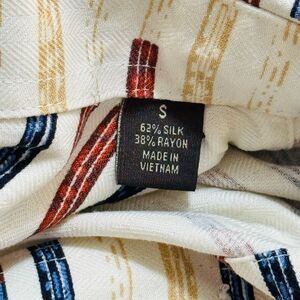 S
62% SILK
38% RAYON
MADE IN
VIETNAM